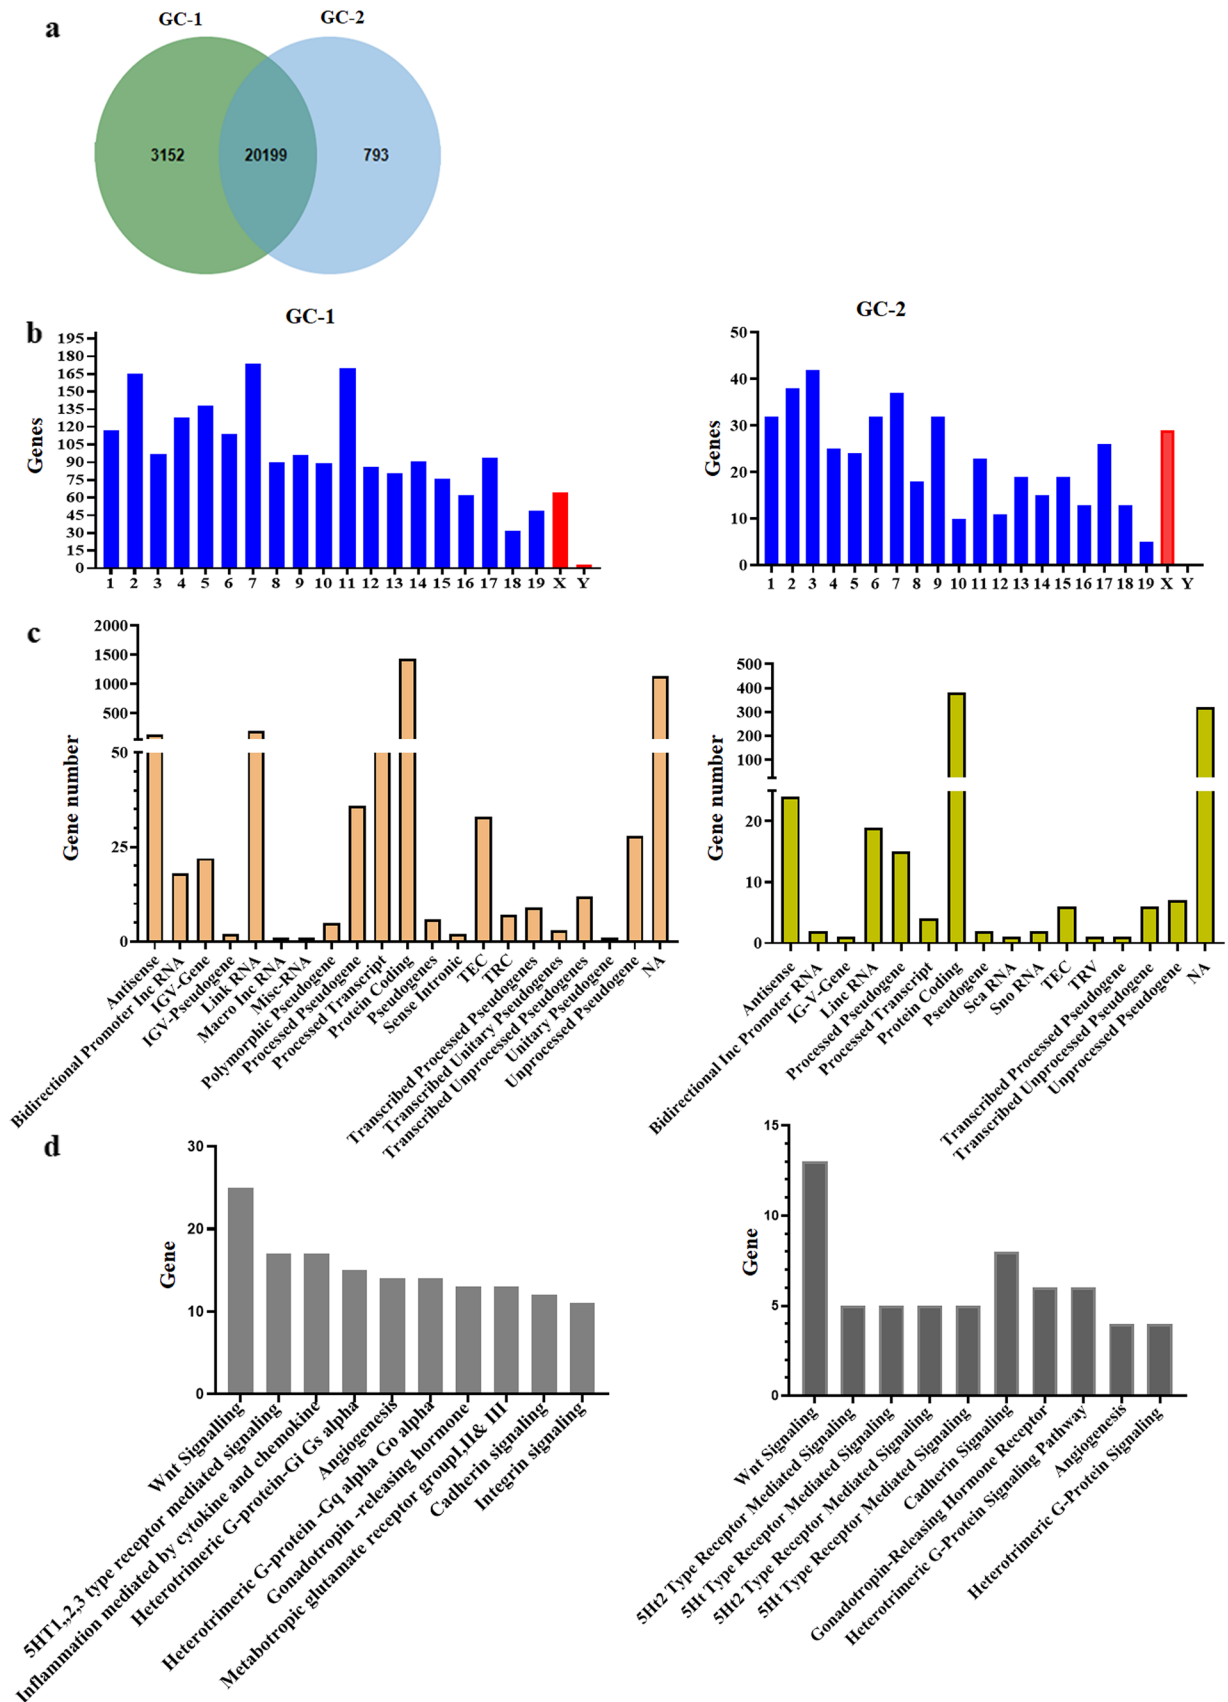 a
GC-1
GC-2
3152
20199
793
b
GC-1
Genes
195
180
165
150
135
120
105
90
75
60
45
30
15
0
1 2 3 4 5 6 7 8 9 10 11 12 13 14 15 16 17 18 19 X Y
GC-2
Genes
50
40
30
20
10
0
1 2 3 4 5 6 7 8 9 10 11 12 13 14 15 16 17 18 19 X Y
c
Gene number
2000
1500
1000
500
50
25
0
Antisense
Bidirectional Promoter lnc RNA
IGV-Gene
IGV-Pseudogene
Link RNA
Macro lnc RNA
Misc-RNA
Polymorphic Pseudogene
Processed Pseudogene
Processed Transcript
Protein Coding
Pseudogenes
Sense Intronic
TEC
TRC
Transcribed Processed Pseudogenes
Transcribed Unitary Pseudogenes
Transcribed Unprocessed Pseudogenes
Unitary Pseudogene
Unprocessed Pseudogene
NA
Gene number
500
400
300
200
100
20
10
0
Antisense
Bidirectional Inc Promoter RNA
IG-V-Gene
Linc RNA
Processed Pseudogene
Processed Transcript
Protein Coding
Pseudogene
Sca RNA
Sno RNA
TEC
TRV
Transcribed Processed Pseudogene
Transcribed Unprocessed Pseudogene
Unprocessed Pseudogene
NA
d
Gene
30
20
10
0
Wnt Signalling
5HT1,,2,3 type receptor mediated signaling
Inflammation mediated by cytokine and chemokine
Heterotrimeric G-protein-Gi Gs alpha
Angiogenesis
Heterotrimeric G-protein -Gq alpha Go alpha
Gonadotropin -releasing hormone
Metabotropic glutamate receptor groupI,II& III
Cadherin signaling
Integrin signaling
Gene
15
10
5
0
Wnt Signaling
5Ht2 Type Receptor Mediated Signaling
5Ht Type Receptor Mediated Signaling
5Ht2 Type Receptor Mediated Signaling
5Ht Type Receptor Mediated Signaling
Cadherin Signaling
Gonadotropin-Releasing Hormone Receptor
Heterotrimeric G-Protein Signaling Pathway
Angiogenesis
Heterotrimeric G-Protein Signaling